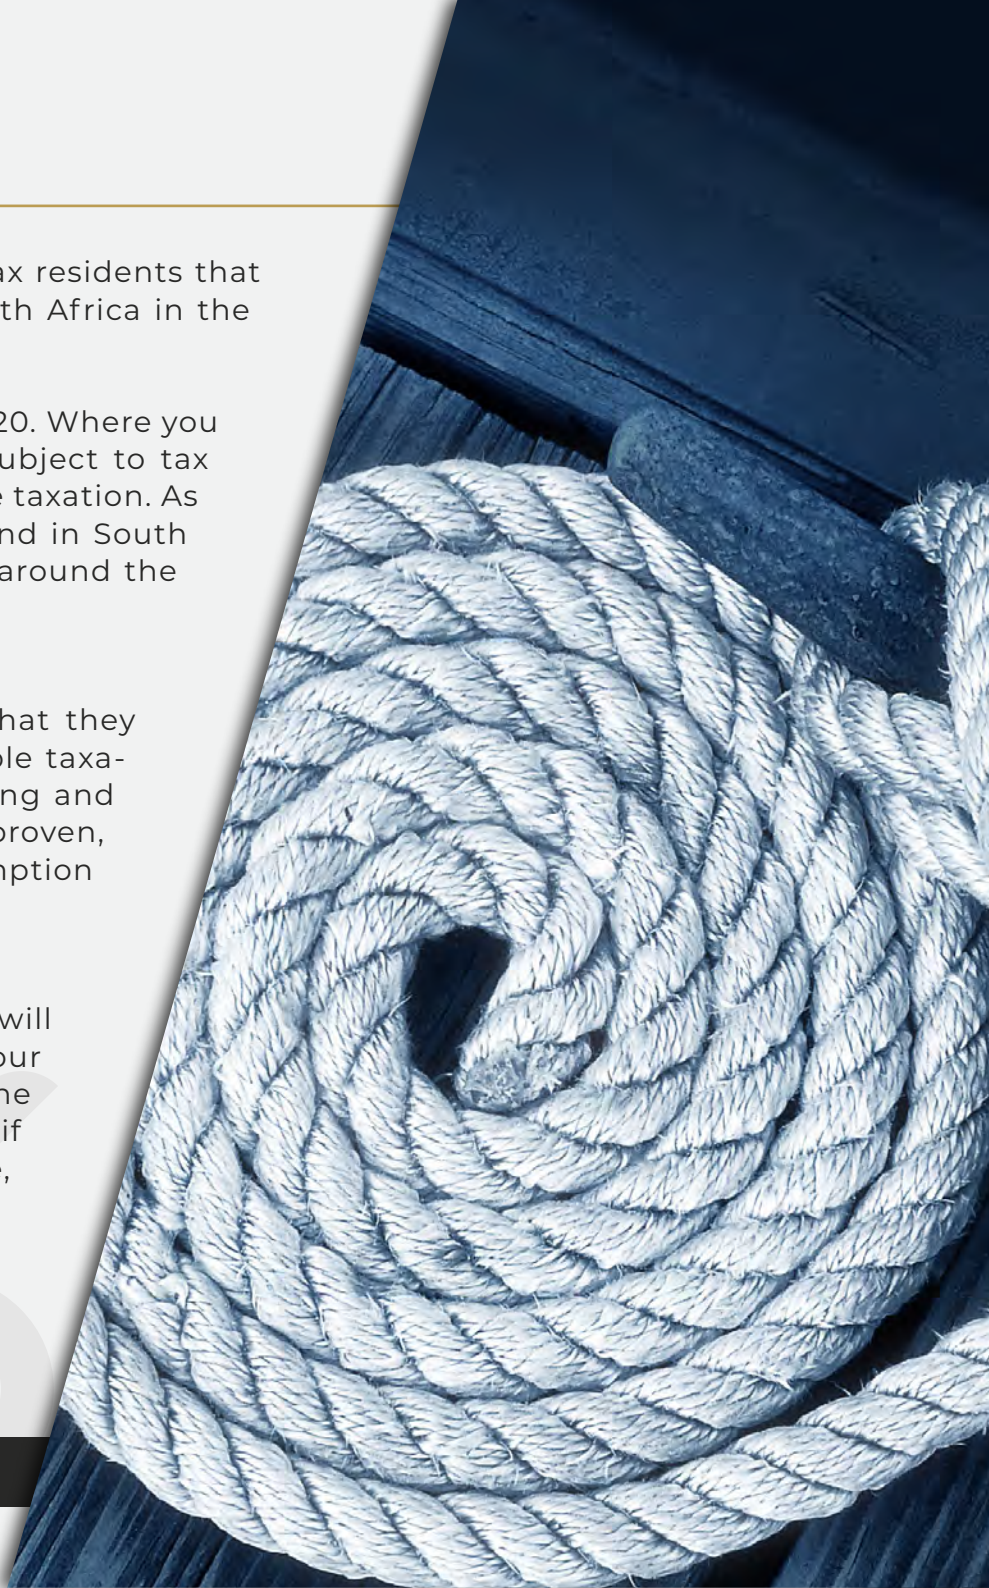 ax residents that
th Africa in the
20. Where you
ubject to tax
e taxation. As
nd in South
around the
hat they
ble taxa-
ng and
proven,
mption
will
our
ne
if
e,